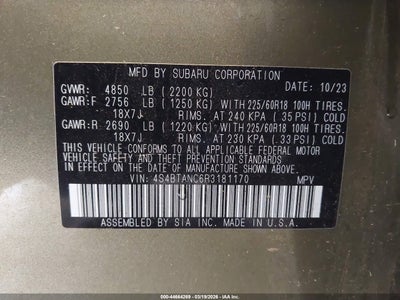 MFD BY SUBARU CORPORATION
DATE 10/23
GVWR: 4850 LB (2200 KG)
GAWR:F 2756 LB (1250 KG) WITH 225/60R18 100H TIRES.
18X7J RIMS. AT 240 KPA (35 PSI) COLD
GAWR:R 2690 LB (1220 KG) WITH 225/60R18 100H TIRES.
18X7J RIMS. AT 230 KPA (33 PSI) COLD
THIS VEHICLE CONFORMS TO ALL APPLICABLE FEDERAL MOTOR
VEHICLE SAFETY AND THEFT PREVENTION STANDARDS
IN EFFECT ON THE DATE OF MANUFACTURE SHOWN ABOVE.
VIN: 4S4BTANC6R3181170 MPV
ASSEMBLED BY SIA INC. MADE IN U.S.A.
000-44664269 — 03/19/2026 — IAAI.COM